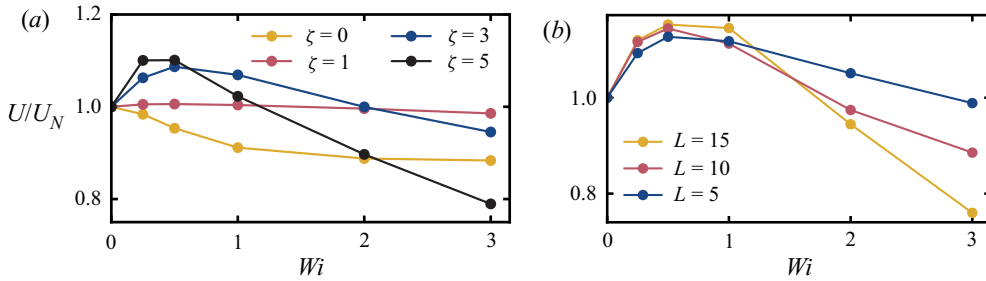 (a)
1.2
1.0
0.8
U/U_N
ζ = 0
ζ = 1
ζ = 3
ζ = 5
0
1
2
3
Wi
(b)
1.0
0.8
L = 15
L = 10
L = 5
0
1
2
3
Wi